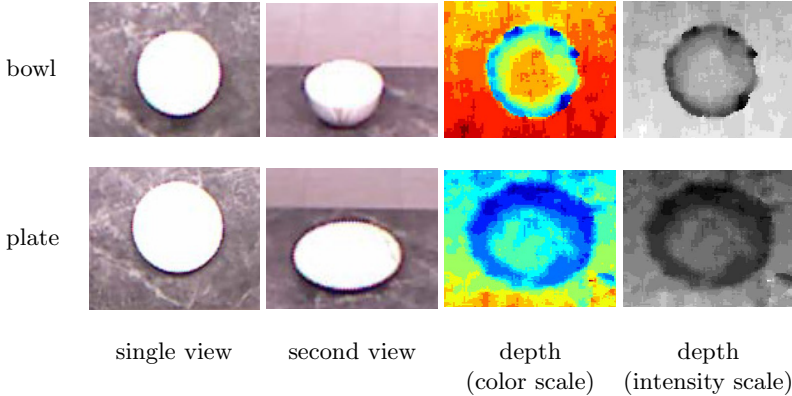 bowl
plate
single view
second view
depth
(color scale)
depth
(intensity scale)